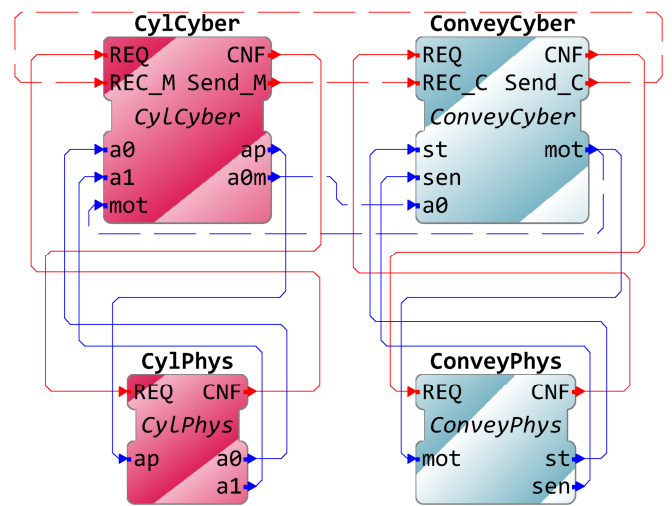 CylCyber ConveyCyber
REQ CNF REQ CNF
REC_M Send_M REC_C Send_C
CylCyber ConveyCyber
a0 ap st mot
a1 a0m sen
mot a0
CylPhys ConveyPhys
REQ CNF REQ CNF
CylPhys ConveyPhys
ap a0 mot st
a1 sen